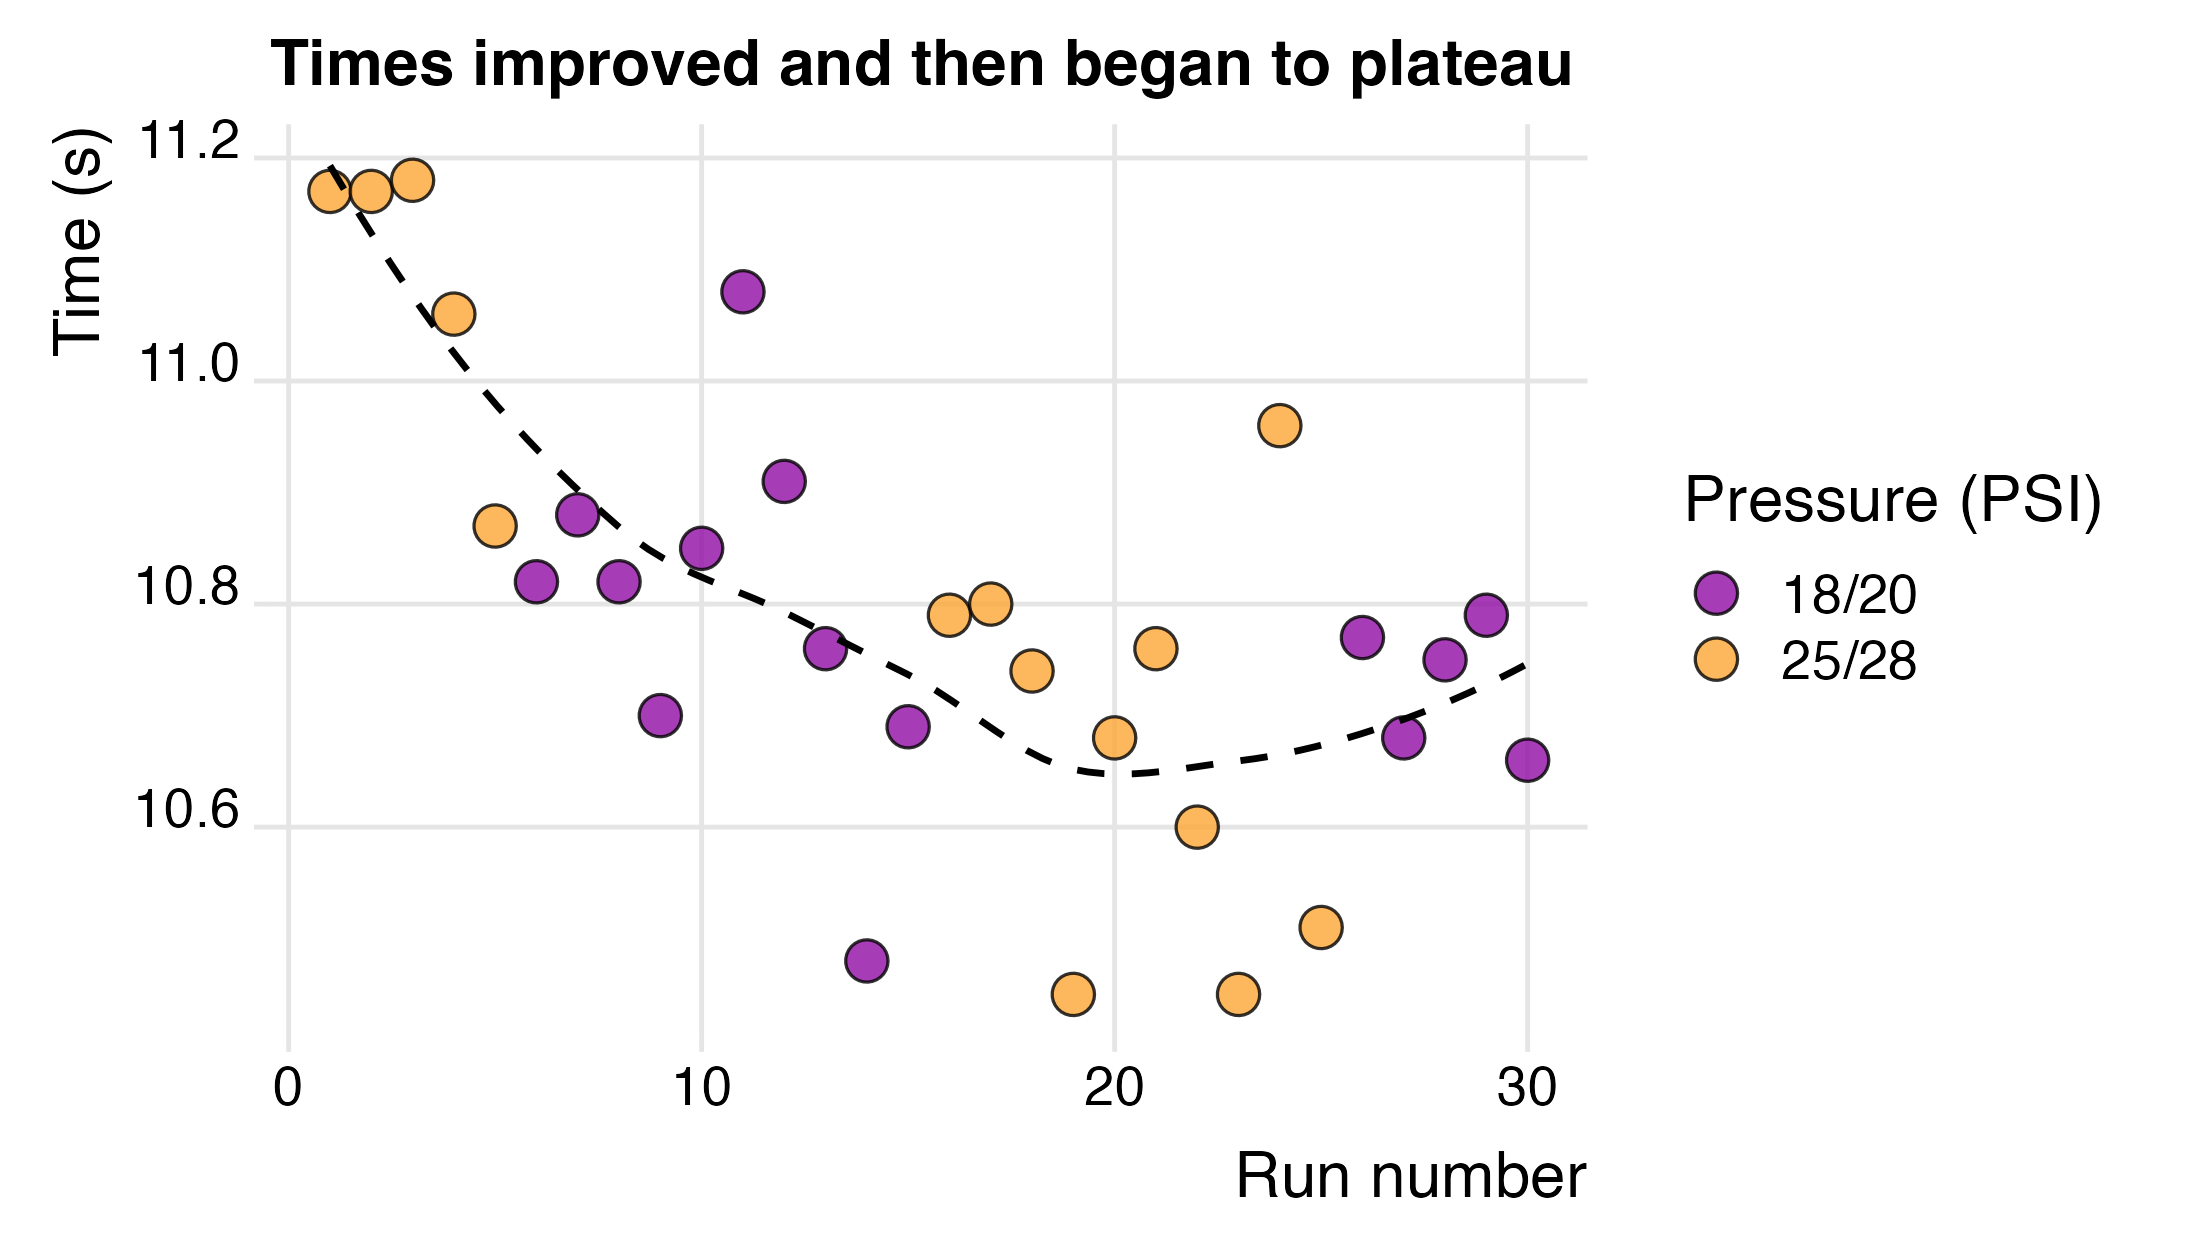 Times improved and then began to plateau
Time (s)
11.2
11.0
10.8
10.6
0 10 20 30
Run number
Pressure (PSI)
18/20
25/28